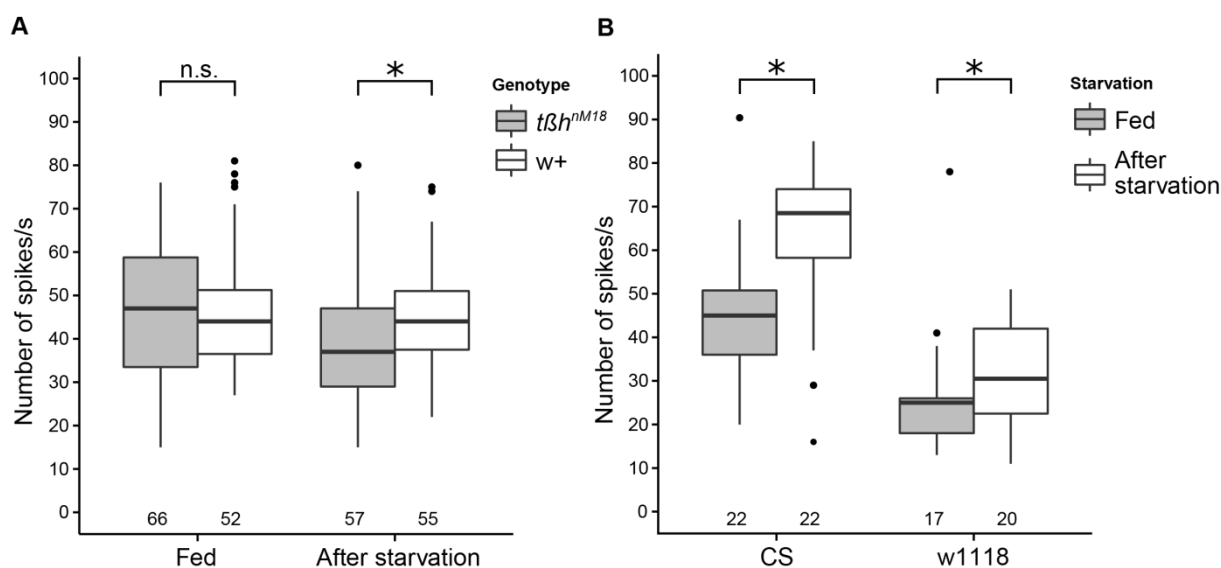 A
Number of spikes/s
100
90
80
70
60
50
40
30
20
10
0
n.s.
*
Genotype
tßh^nM18
w+
66 52 57 55
Fed After starvation
B
Number of spikes/s
100
90
80
70
60
50
40
30
20
10
0
* *
Starvation
Fed
After
starvation
22 22 17 20
CS w1118